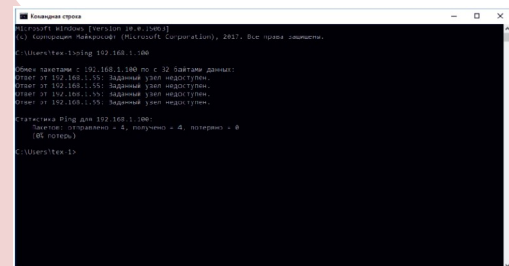 Командная строка
Microsoft Windows [Version 10.0.15063]
(c) Корпорация Майкрософт (Microsoft Corporation), 2017. Все права защищены.
C:\Users\tex-1>ping 192.168.1.100
Обмен пакетами с 192.168.1.100 по с 32 байтами данных:
Ответ от 192.168.1.55: Заданный узел недоступен.
Ответ от 192.168.1.55: Заданный узел недоступен.
Ответ от 192.168.1.55: Заданный узел недоступен.
Ответ от 192.168.1.55: Заданный узел недоступен.
Статистика Ping для 192.168.1.100:
Пакетов: отправлено = 4, получено = 4, потеряно = 0
(0% потерь)
C:\Users\tex-1>